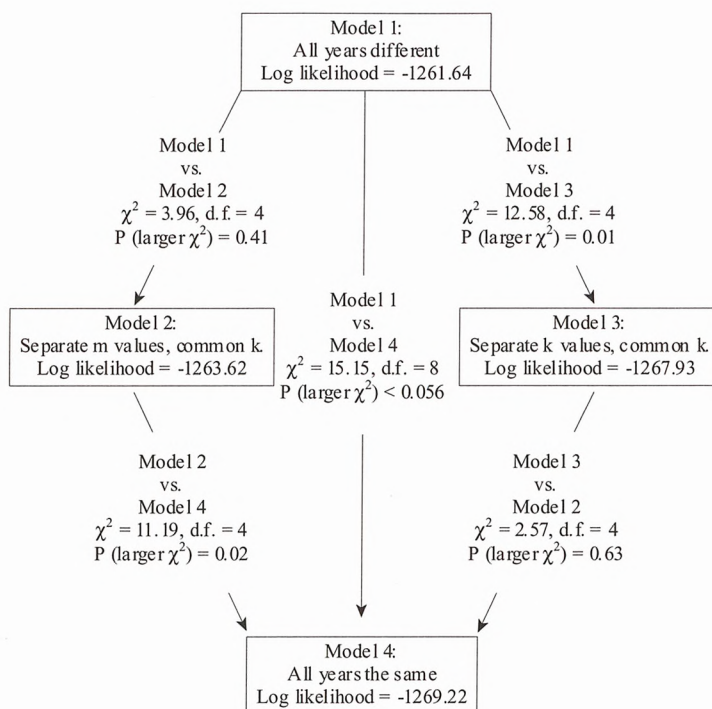 Model 1:
All years different
Log likelihood = -1261.64
Model 1
vs.
Model 2
χ² = 3.96, d.f. = 4
P (larger χ²) = 0.41
Model 1
vs.
Model 3
χ² = 12.58, d.f. = 4
P (larger χ²) = 0.01
Model 1
vs.
Model 4
χ² = 15.15, d.f. = 8
P (larger χ²) < 0.056
Model 2:
Separate m values, common k.
Log likelihood = -1263.62
Model 3:
Separate k values, common k.
Log likelihood = -1267.93
Model 2
vs.
Model 4
χ² = 11.19, d.f. = 4
P (larger χ²) = 0.02
Model 3
vs.
Model 2
χ² = 2.57, d.f. = 4
P (larger χ²) = 0.63
Model 4:
All years the same
Log likelihood = -1269.22